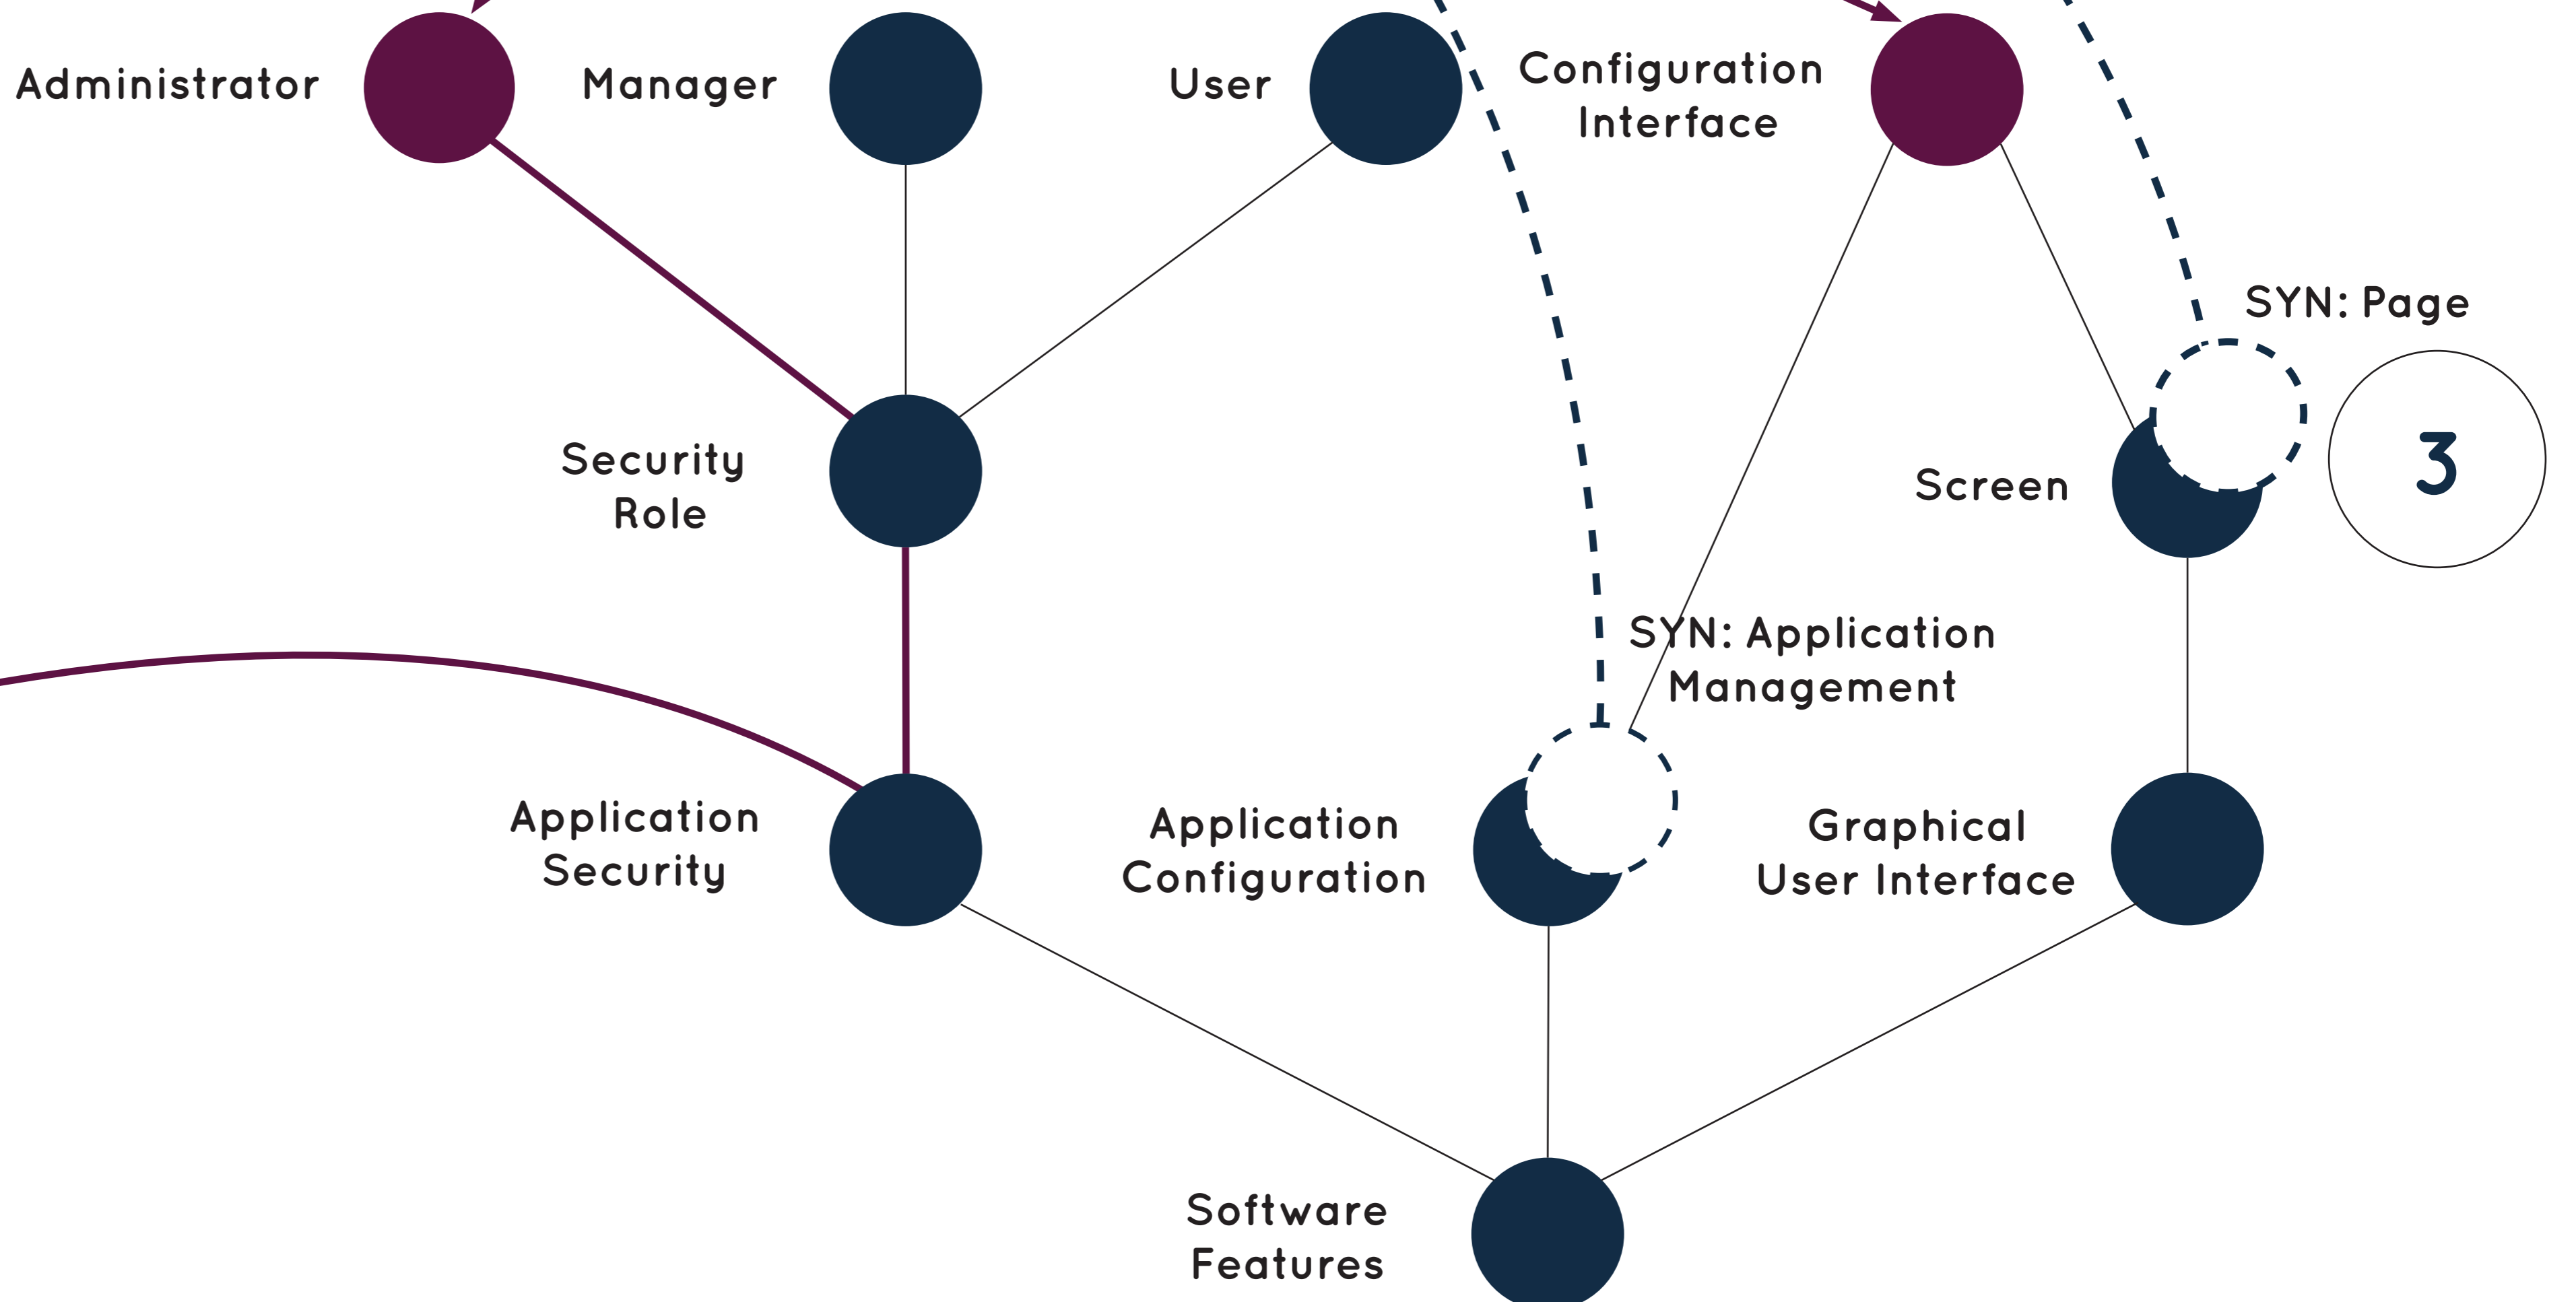 Administrator
Manager
User
Configuration
Interface
SYN: Page
3
Security
Role
Screen
SYN: Application
Management
Application
Security
Application
Configuration
Graphical
User Interface
Software
Features